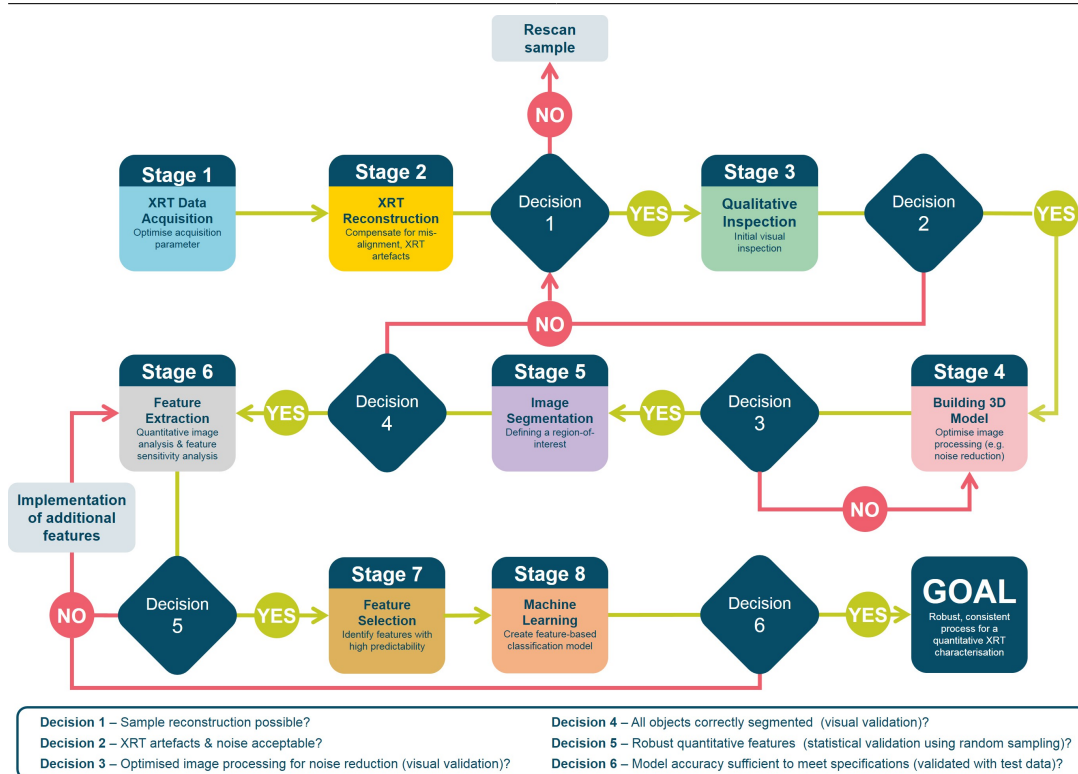 Rescan
sample
NO
Stage 1
XRT Data
Acquisition
Optimise acquisition
parameter
Stage 2
XRT
Reconstruction
Compensate for mis-
alignment, XRT
artefacts
Decision
1
YES
Stage 3
Qualitative
Inspection
Initial visual
inspection
Decision
2
YES
NO
Stage 6
Feature
Extraction
Quantitative image
analysis & feature
sensitivity analysis
YES
Decision
4
Stage 5
Image
Segmentation
Defining a region-of-
interest
YES
Decision
3
Stage 4
Building 3D
Model
Optimise image
processing (e.g.
noise reduction)
NO
Implementation
of additional
features
NO
Decision
5
YES
Stage 7
Feature
Selection
Identify features with
high predictability
Stage 8
Machine
Learning
Create feature-based
classification model
Decision
6
YES
GOAL
Robust, consistent
process for a
quantitative XRT
characterisation
Decision 1 – Sample reconstruction possible?
Decision 2 – XRT artefacts & noise acceptable?
Decision 3 – Optimised image processing for noise reduction (visual validation)?
Decision 4 – All objects correctly segmented (visual validation)?
Decision 5 – Robust quantitative features (statistical validation using random sampling)?
Decision 6 – Model accuracy sufficient to meet specifications (validated with test data)?